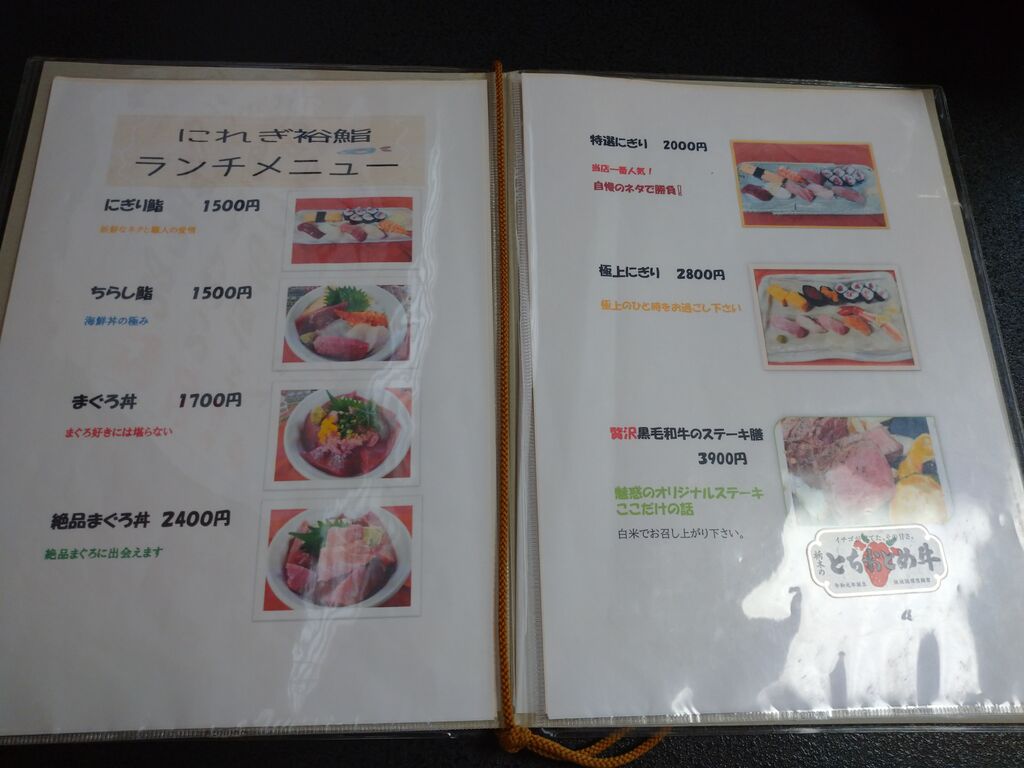 にれぎ裕鮨
ランチメニュー
にぎり鮨 1500円
新鮮なネタと職人の愛情
ちらし鮨 1500円
海鮮丼の極み
まぐろ丼 1700円
まぐろ好きには堪らない
絶品まぐろ丼 2400円
絶品まぐろに出会えます
特選にぎり 2000円
当店一番人気！
自慢のネタで勝負!!
極上にぎり 2800円
極上のひと時をお過ごし下さい
贅沢黒毛和牛のステーキ膳
3900円
魅惑のオリジナルステーキ
ここだけの話
白米でお召し上がり下さい。
栃木の
とちおとめ牛